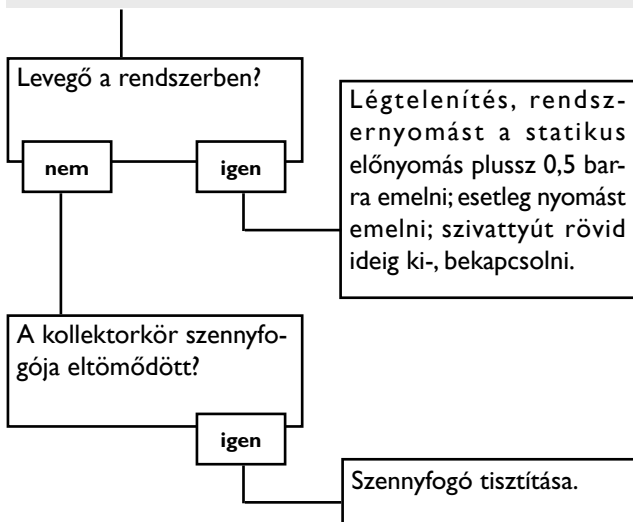 Levegő a rendszerben?
nem
igen
Légtelenítés, rendsz-
ernyomást a statikus
előnyomás plussz 0,5 bar-
ra emelni; esetleg nyomást
emelni; szivattyút rövid
ideig ki-, bekapcsolni.
A kollektorkör szennyfo-
gója eltömődött?
igen
Szennyfogó tisztítása.